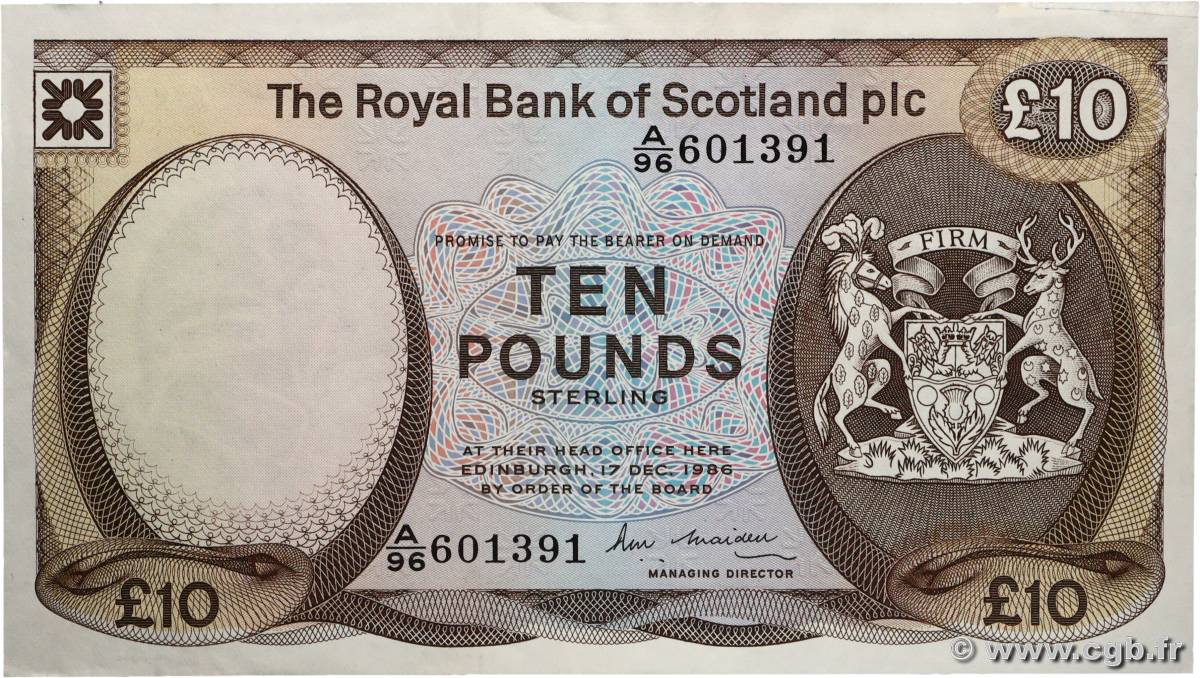 The Royal Bank of Scotland plc
£10
A/96 601391
FIRM
PROMISE TO PAY THE BEARER ON DEMAND
TEN
POUNDS
STERLING
AT THEIR HEAD OFFICE HERE
EDINBURGH, 17 DEC. 1986
BY ORDER OF THE BOARD
A/96 601391
MANAGING DIRECTOR
£10
£10
© www.cgb.fr